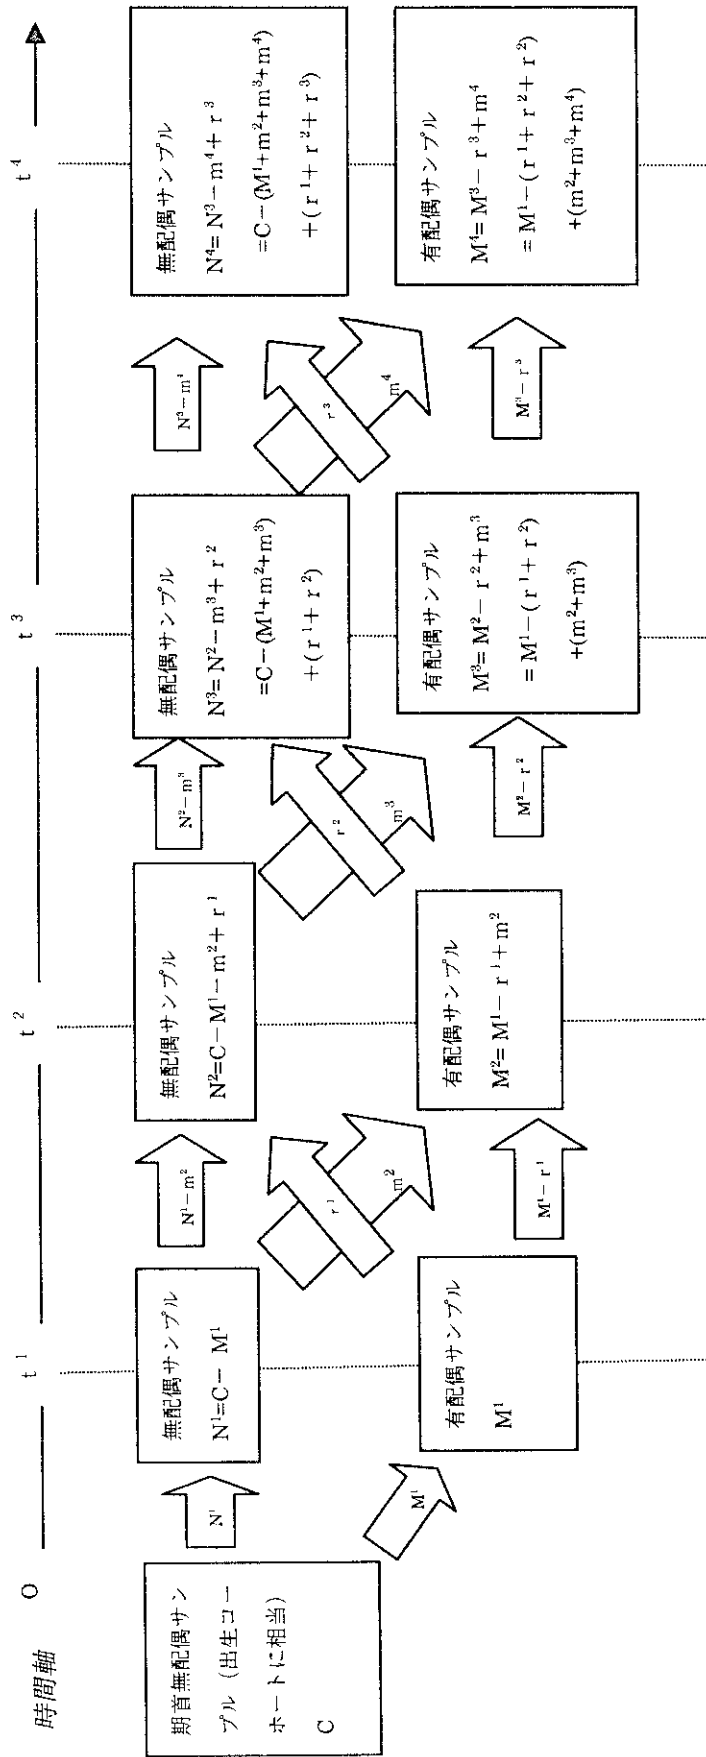 時間軸
O
t¹
t²
t³
t⁴
期首無配偶サン
プル（出生コー
ホートに相当）
C
N¹
M¹
無配偶サンプル
N¹=C− M¹
有配偶サンプル
M¹
N¹−m²
r¹
m²
M¹−r¹
無配偶サンプル
N²=C−M¹−m²+r¹
有配偶サンプル
M²=M¹−r¹+m²
N²−m³
r²
m³
M²−r²
無配偶サンプル
N³=N²−m³+r²
=C−(M¹+m²+m³)
+(r¹+r²)
有配偶サンプル
M³=M²−r²+m³
=M¹−(r¹+r²)
+(m²+m³)
N³−m⁴
r³
m⁴
M³−r³
無配偶サンプル
N⁴=N³−m⁴+r³
=C−(M¹+m²+m³+m⁴)
+(r¹+r²+r³)
有配偶サンプル
M⁴=M³−r³+m⁴
=M¹−(r¹+r²+r²)
+(m²+m³+m⁴)